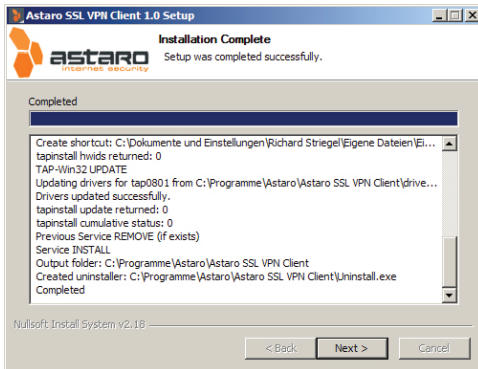 Astaro SSL VPN Client 1.0 Setup
astaro
internet security
Installation Complete
Setup was completed successfully.
Completed
Create shortcut: C:\Dokumente und Einstellungen\Richard Striegel\Eigene Dateien\Ei...
tapinstall hwids returned: 0
TAP-Win32 UPDATE
Updating drivers for tap0801 from C:\Programme\Astaro\Astaro SSL VPN Client\drive...
Drivers updated successfully.
tapinstall update returned: 0
tapinstall cumulative status: 0
Previous Service REMOVE (if exists)
Service INSTALL
Output folder: C:\Programme\Astaro\Astaro SSL VPN Client
Created uninstaller: C:\Programme\Astaro\Astaro SSL VPN Client\Uninstall.exe
Completed
Nullsoft Install System v2.18
< Back Next > Cancel